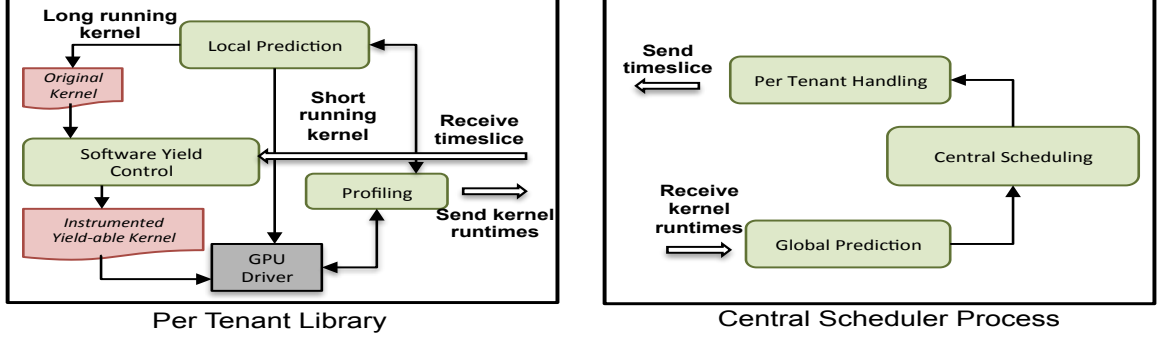 Long running
kernel
Local Prediction
Original
Kernel
Short
running
kernel
Receive
timeslice
Software Yield
Control
Profiling
Send kernel
runtimes
Instrumented
Yield-able Kernel
GPU
Driver
Per Tenant Library
Send
timeslice
Per Tenant Handling
Central Scheduling
Receive
kernel
runtimes
Global Prediction
Central Scheduler Process